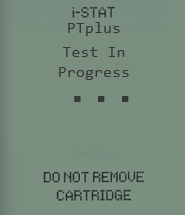 i-STAT
PTplus
Test In
Progress
DO NOT REMOVE
CARTRIDGE